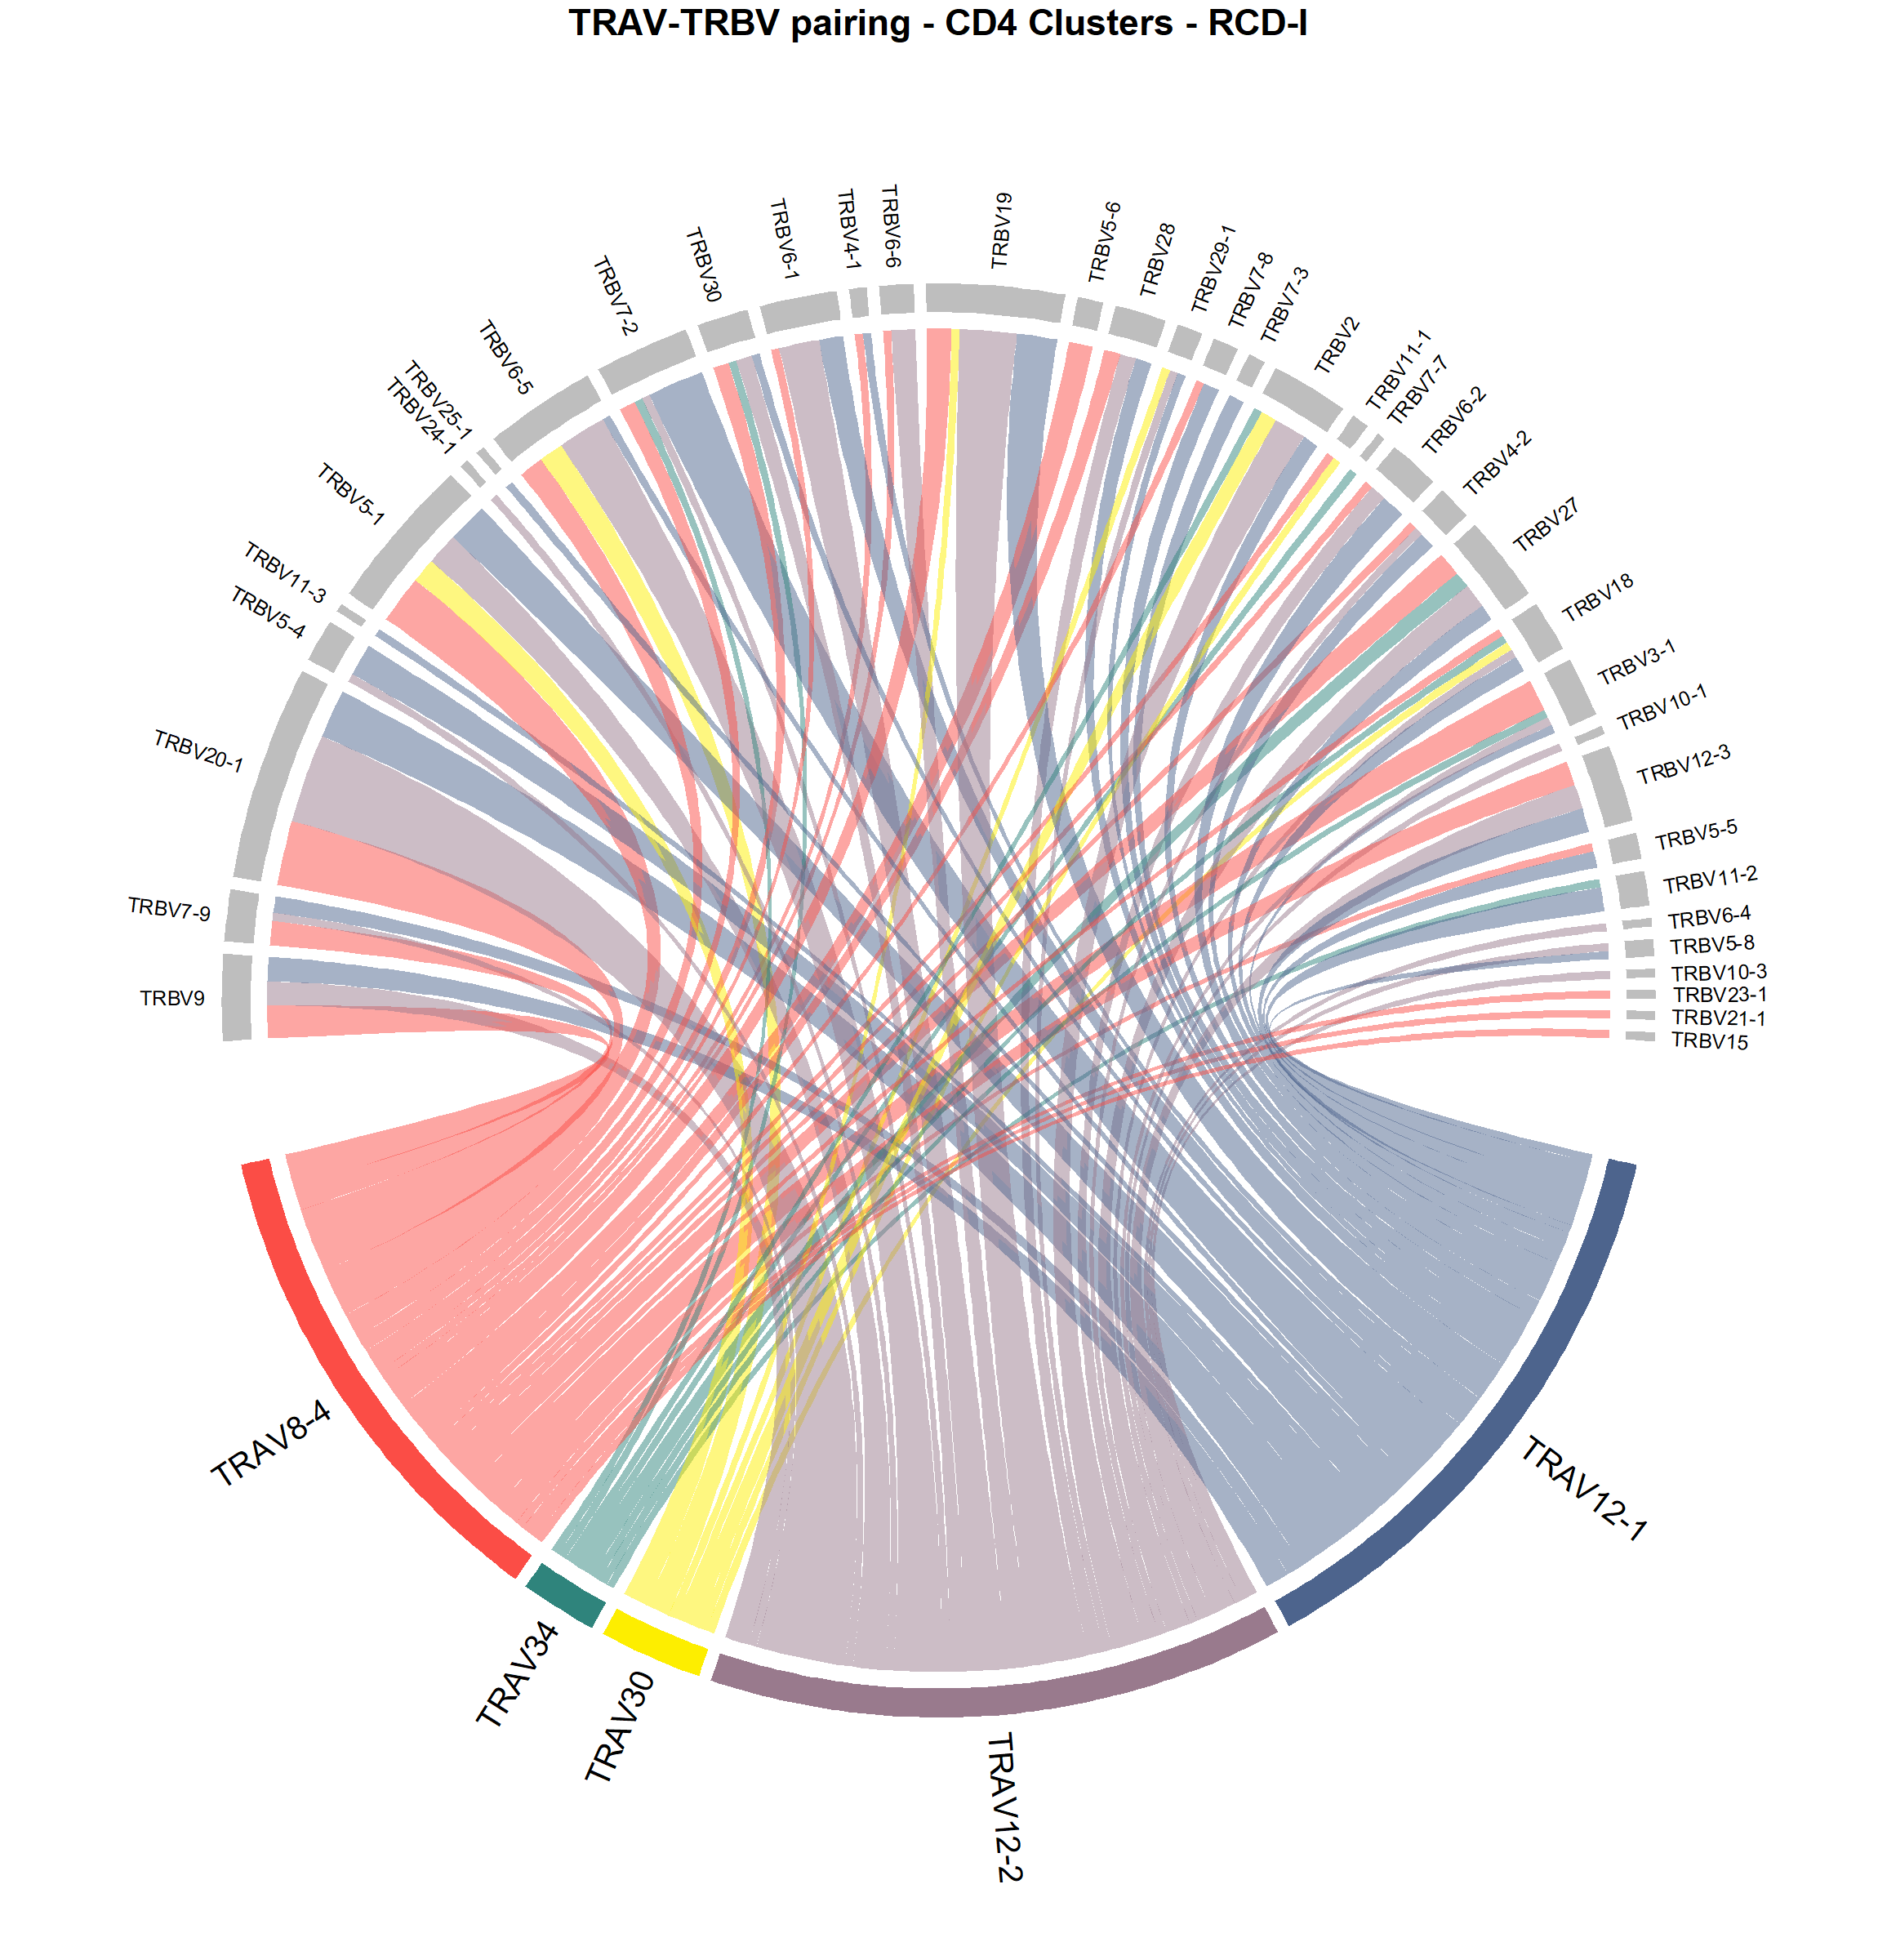 TRAV-TRBV pairing - CD4 Clusters - RCD-I
TRBV9
TRBV7-9
TRBV20-1
TRBV5-4
TRBV11-3
TRBV5-1
TRBV24-1
TRBV25-1
TRBV6-5
TRBV7-2
TRBV30
TRBV6-1
TRBV4-1
TRBV6-6
TRBV19
TRBV5-6
TRBV28
TRBV29-1
TRBV7-8
TRBV7-3
TRBV2
TRBV11-1
TRBV7-7
TRBV6-2
TRBV4-2
TRBV27
TRBV18
TRBV3-1
TRBV10-1
TRBV12-3
TRBV5-5
TRBV11-2
TRBV6-4
TRBV5-8
TRBV10-3
TRBV23-1
TRBV21-1
TRBV15
TRAV12-1
TRAV12-2
TRAV30
TRAV34
TRAV8-4